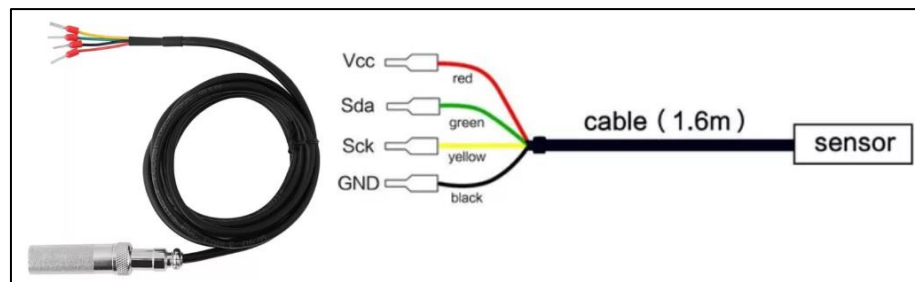 Vcc
red
Sda
green
cable ( 1.6m )
sensor
Sck
yellow
GND
black